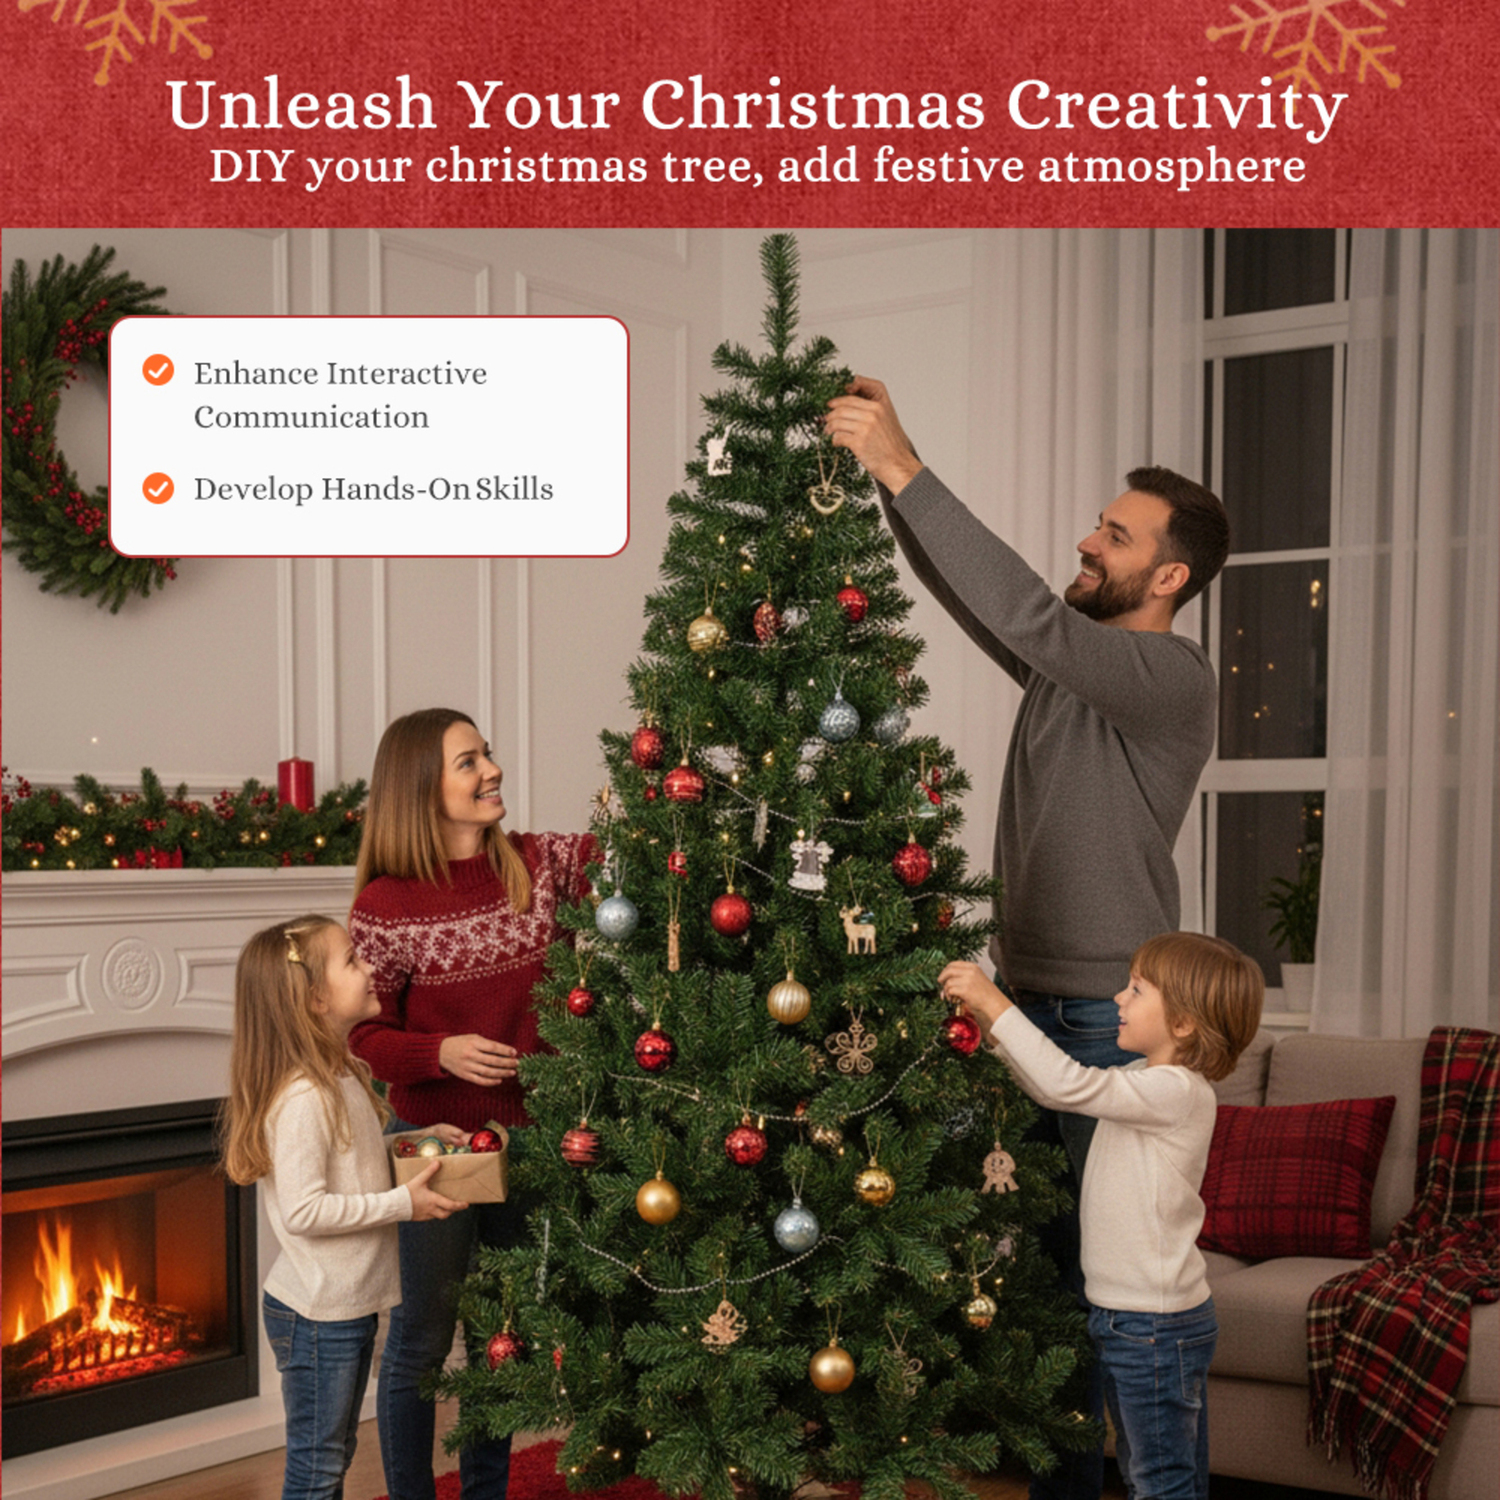 Unleash Your Christmas Creativity
DIY your christmas tree, add festive atmosphere
Enhance Interactive
Communication
Develop Hands-On Skills